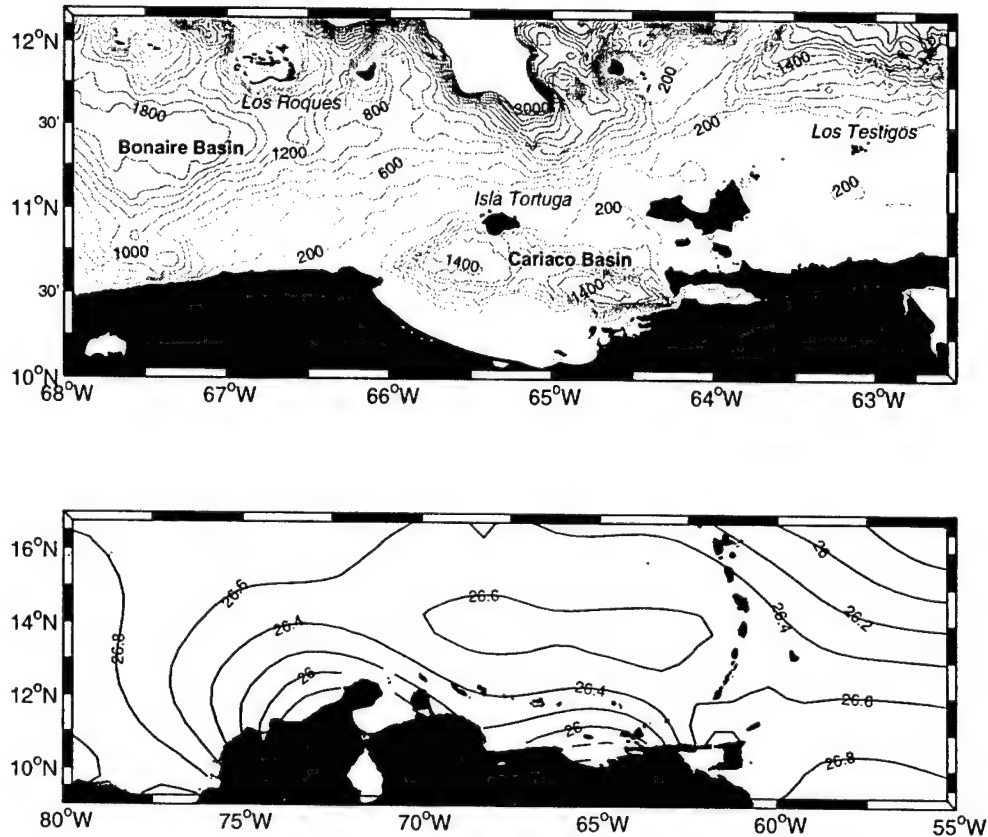 12°N
1400
200
Los Roques
3000
1800
800
200
Los Testigos
Bonaire Basin
30'
1200
600
200
Isla Tortuga
11°N
200
1000
200
1400
Cariaco Basin
30'
1400
10°N
68°W 67°W 66°W 65°W 64°W 63°W
16°N
26
26.6
26.6
26.2
14°N
26.8
26.4
26.4
26
12°N
26.4
26.6
26
10°N
26.8
80°W 75°W 70°W 65°W 60°W 55°W